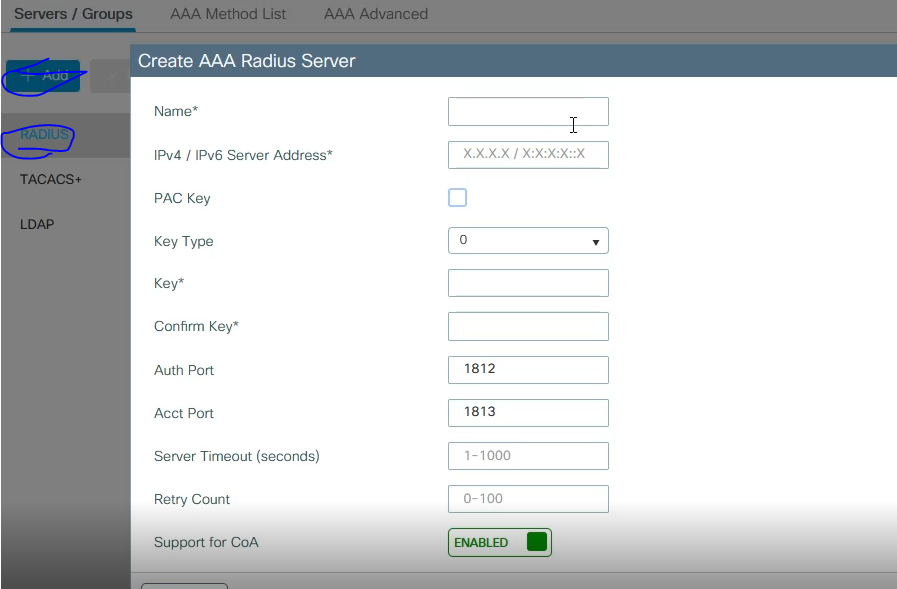 Servers / Groups AAA Method List AAA Advanced
+ Add ×
Create AAA Radius Server
RADIUS
TACACS+
LDAP
Name*
IPv4 / IPv6 Server Address* X.X.X.X / X:X:X:X::X
PAC Key
Key Type 0
Key*
Confirm Key*
Auth Port 1812
Acct Port 1813
Server Timeout (seconds) 1-1000
Retry Count 0-100
Support for CoA ENABLED